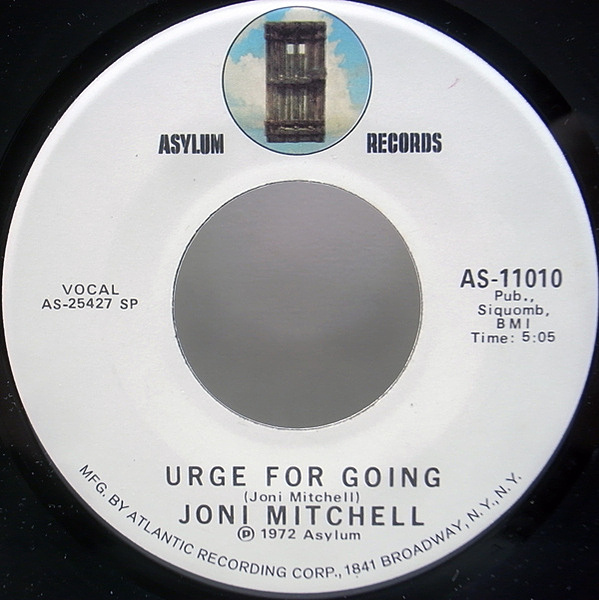 ASYLUM RECORDS
VOCAL
AS-25427 SP
AS-11010
Pub.,
Siquomb,
BMI
Time: 5:05
URGE FOR GOING
(Joni Mitchell)
JONI MITCHELL
Ⓟ 1972 Asylum
MFG. BY ATLANTIC RECORDING CORP., 1841 BROADWAY, N.Y., N.Y.